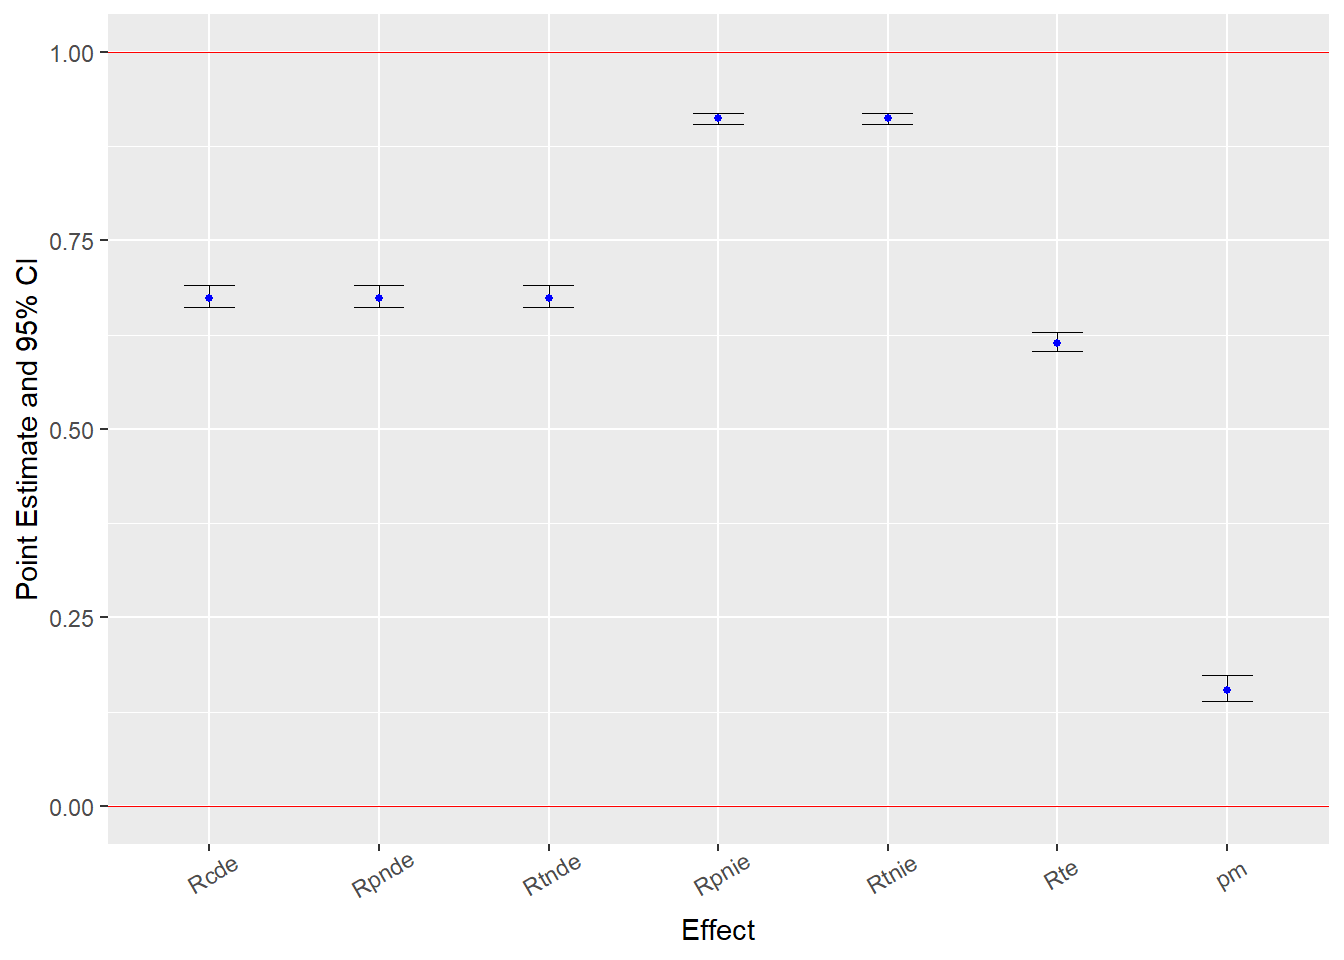 Point Estimate and 95% CI
1.00
0.75
0.50
0.25
0.00
Rcde Rpnde Rtnde Rpnie Rtnie Rte pm
Effect